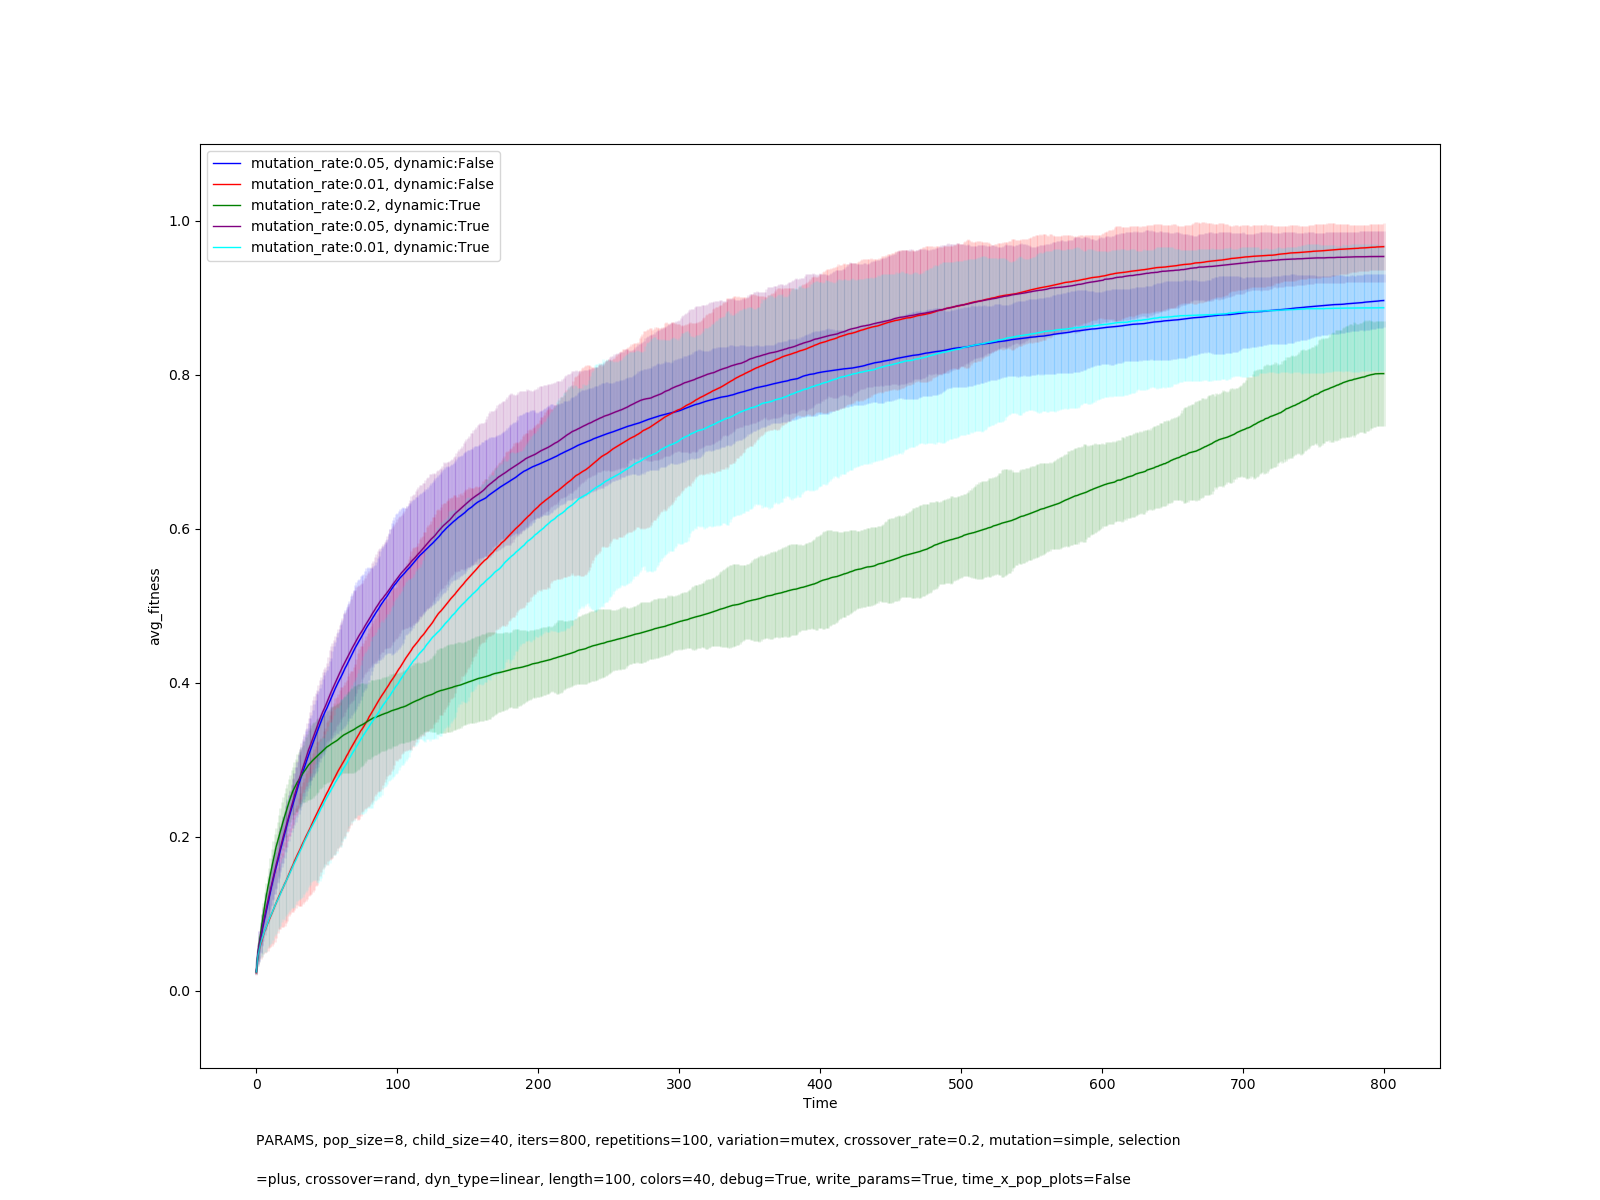 mutation_rate:0.05, dynamic:False
mutation_rate:0.01, dynamic:False
mutation_rate:0.2, dynamic:True
mutation_rate:0.05, dynamic:True
mutation_rate:0.01, dynamic:True
1.0
0.8
0.6
0.4
0.2
0.0
avg_fitness
0 100 200 300 400 500 600 700 800
Time
PARAMS, pop_size=8, child_size=40, iters=800, repetitions=100, variation=mutex, crossover_rate=0.2, mutation=simple, selection
=plus, crossover=rand, dyn_type=linear, length=100, colors=40, debug=True, write_params=True, time_x_pop_plots=False